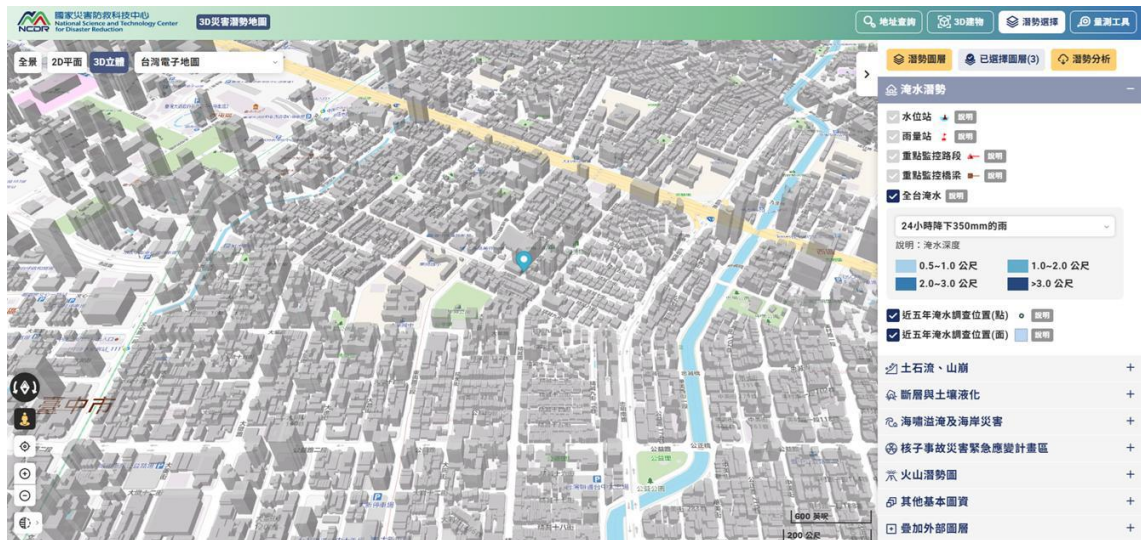 國家災害防救科技中心
National Science and Technology Center
for Disaster Reduction
NCDR
3D災害潛勢地圖
地址查詢
3D建物
潛勢選擇
量測工具
全景
2D平面
3D立體
台灣電子地圖
潛勢圖層
已選擇圖層(3)
潛勢分析
淹水潛勢
水位站 說明
雨量站 說明
重點監控路段 說明
重點監控橋梁 說明
全台淹水 說明
24小時降下350mm的雨
說明：淹水深度
0.5~1.0 公尺
1.0~2.0 公尺
2.0~3.0 公尺
>3.0 公尺
近五年淹水調查位置(點) 說明
近五年淹水調查位置(面) 說明
土石流、山崩
斷層與土壤液化
海嘯溢淹及海岸災害
核子事故災害緊急應變計畫區
火山潛勢圖
其他基本圖資
疊加外部圖層
臺中市
公益公園
600 英呎
200 公尺